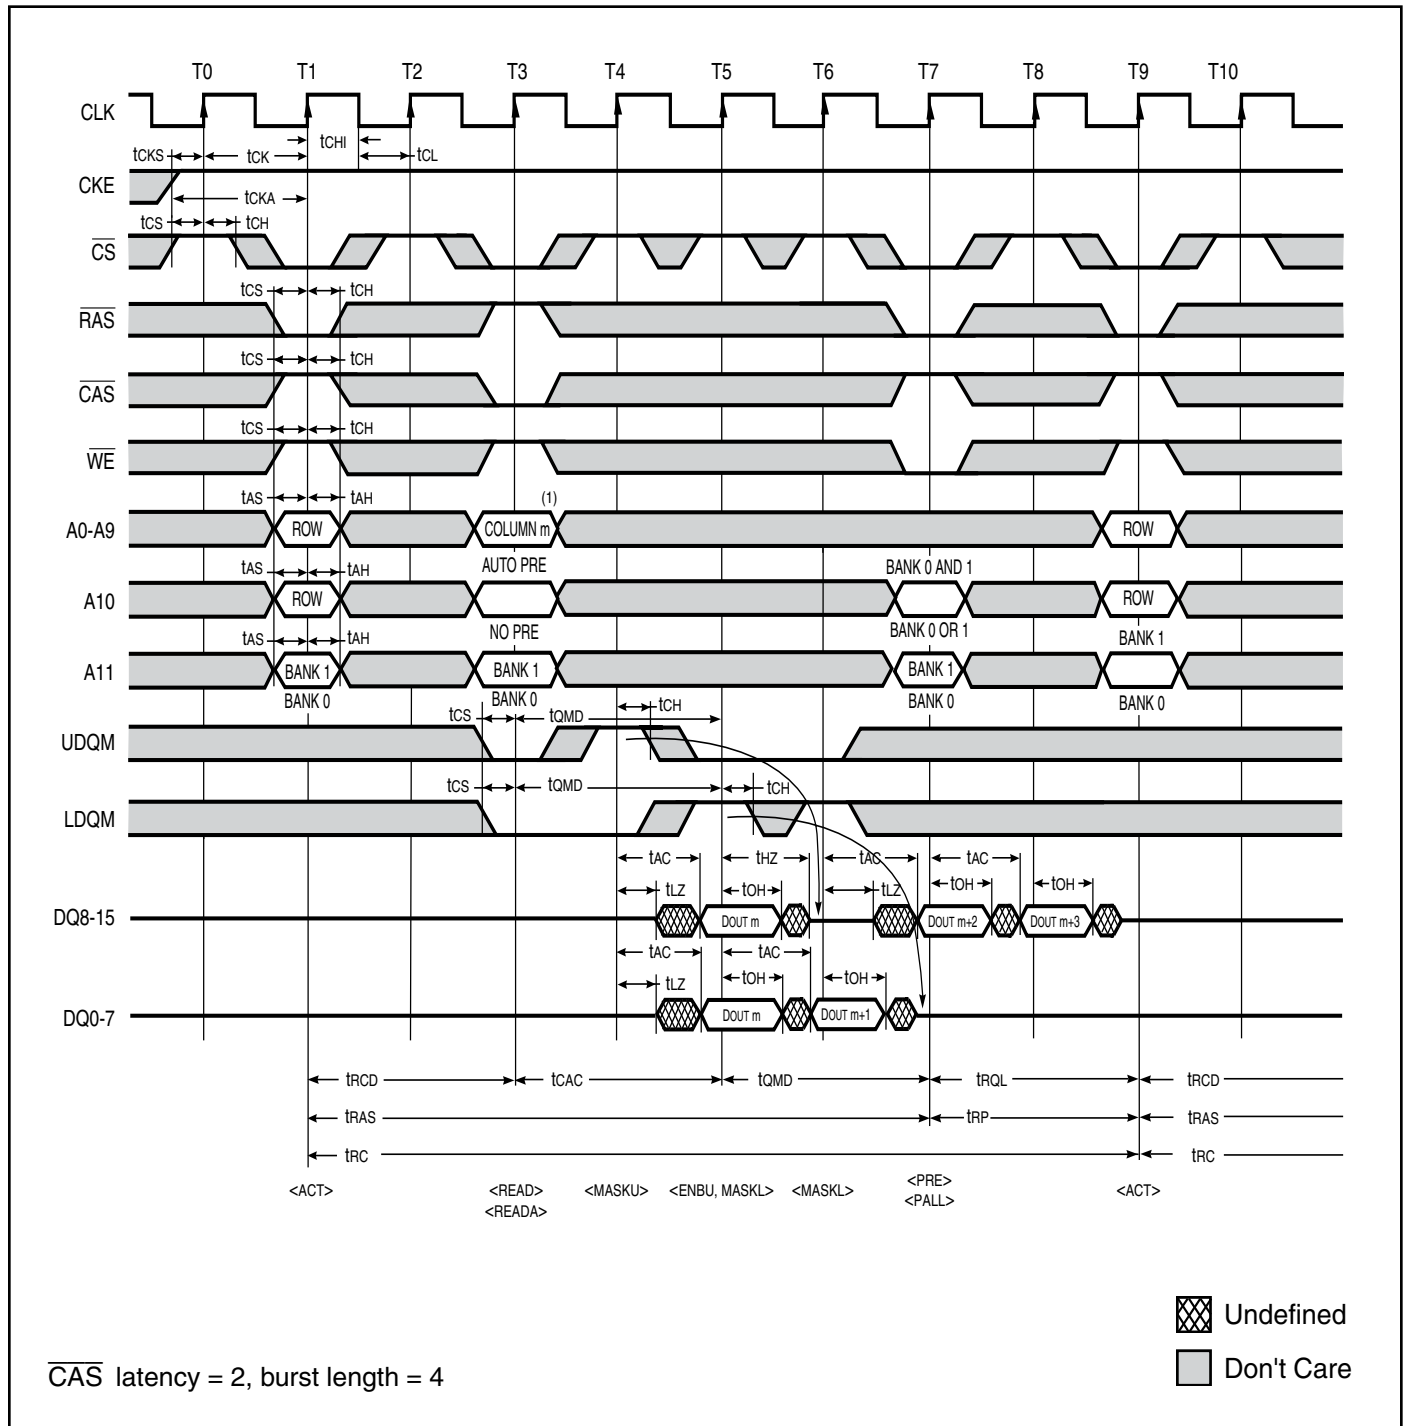 T0 T1 T2 T3 T4 T5 T6 T7 T8 T9 T10
CLK
tCHI
tCKS tCK tCL
CKE
tCKA
tCS tCH
CS
tCS tCH
RAS
tCS tCH
CAS
tCS tCH
WE
tAS tAH (1)
A0-A9 ROW COLUMN m ROW
tAS tAH AUTO PRE BANK 0 AND 1
A10 ROW ROW
tAS tAH NO PRE BANK 0 OR 1 BANK 1
A11 BANK 1 BANK 1 BANK 1
BANK 0 BANK 0 BANK 0 BANK 0
tCS tQMD tCH
UDQM
tCS tQMD tCH
LDQM
tAC tHZ tAC tAC
tLZ tOH tLZ tOH tOH
DQ8-15 DOUT m DOUT m+2 DOUT m+3
tAC tAC
tLZ tOH tOH
DQ0-7 DOUT m DOUT m+1
tRCD tCAC tQMD tRQL tRCD
tRAS tRP tRAS
tRC tRC
<ACT> <READ> <MASKU> <ENBU, MASKL> <MASKL> <PRE> <ACT>
<READA> <PALL>
Undefined
Don't Care
CAS latency = 2, burst length = 4